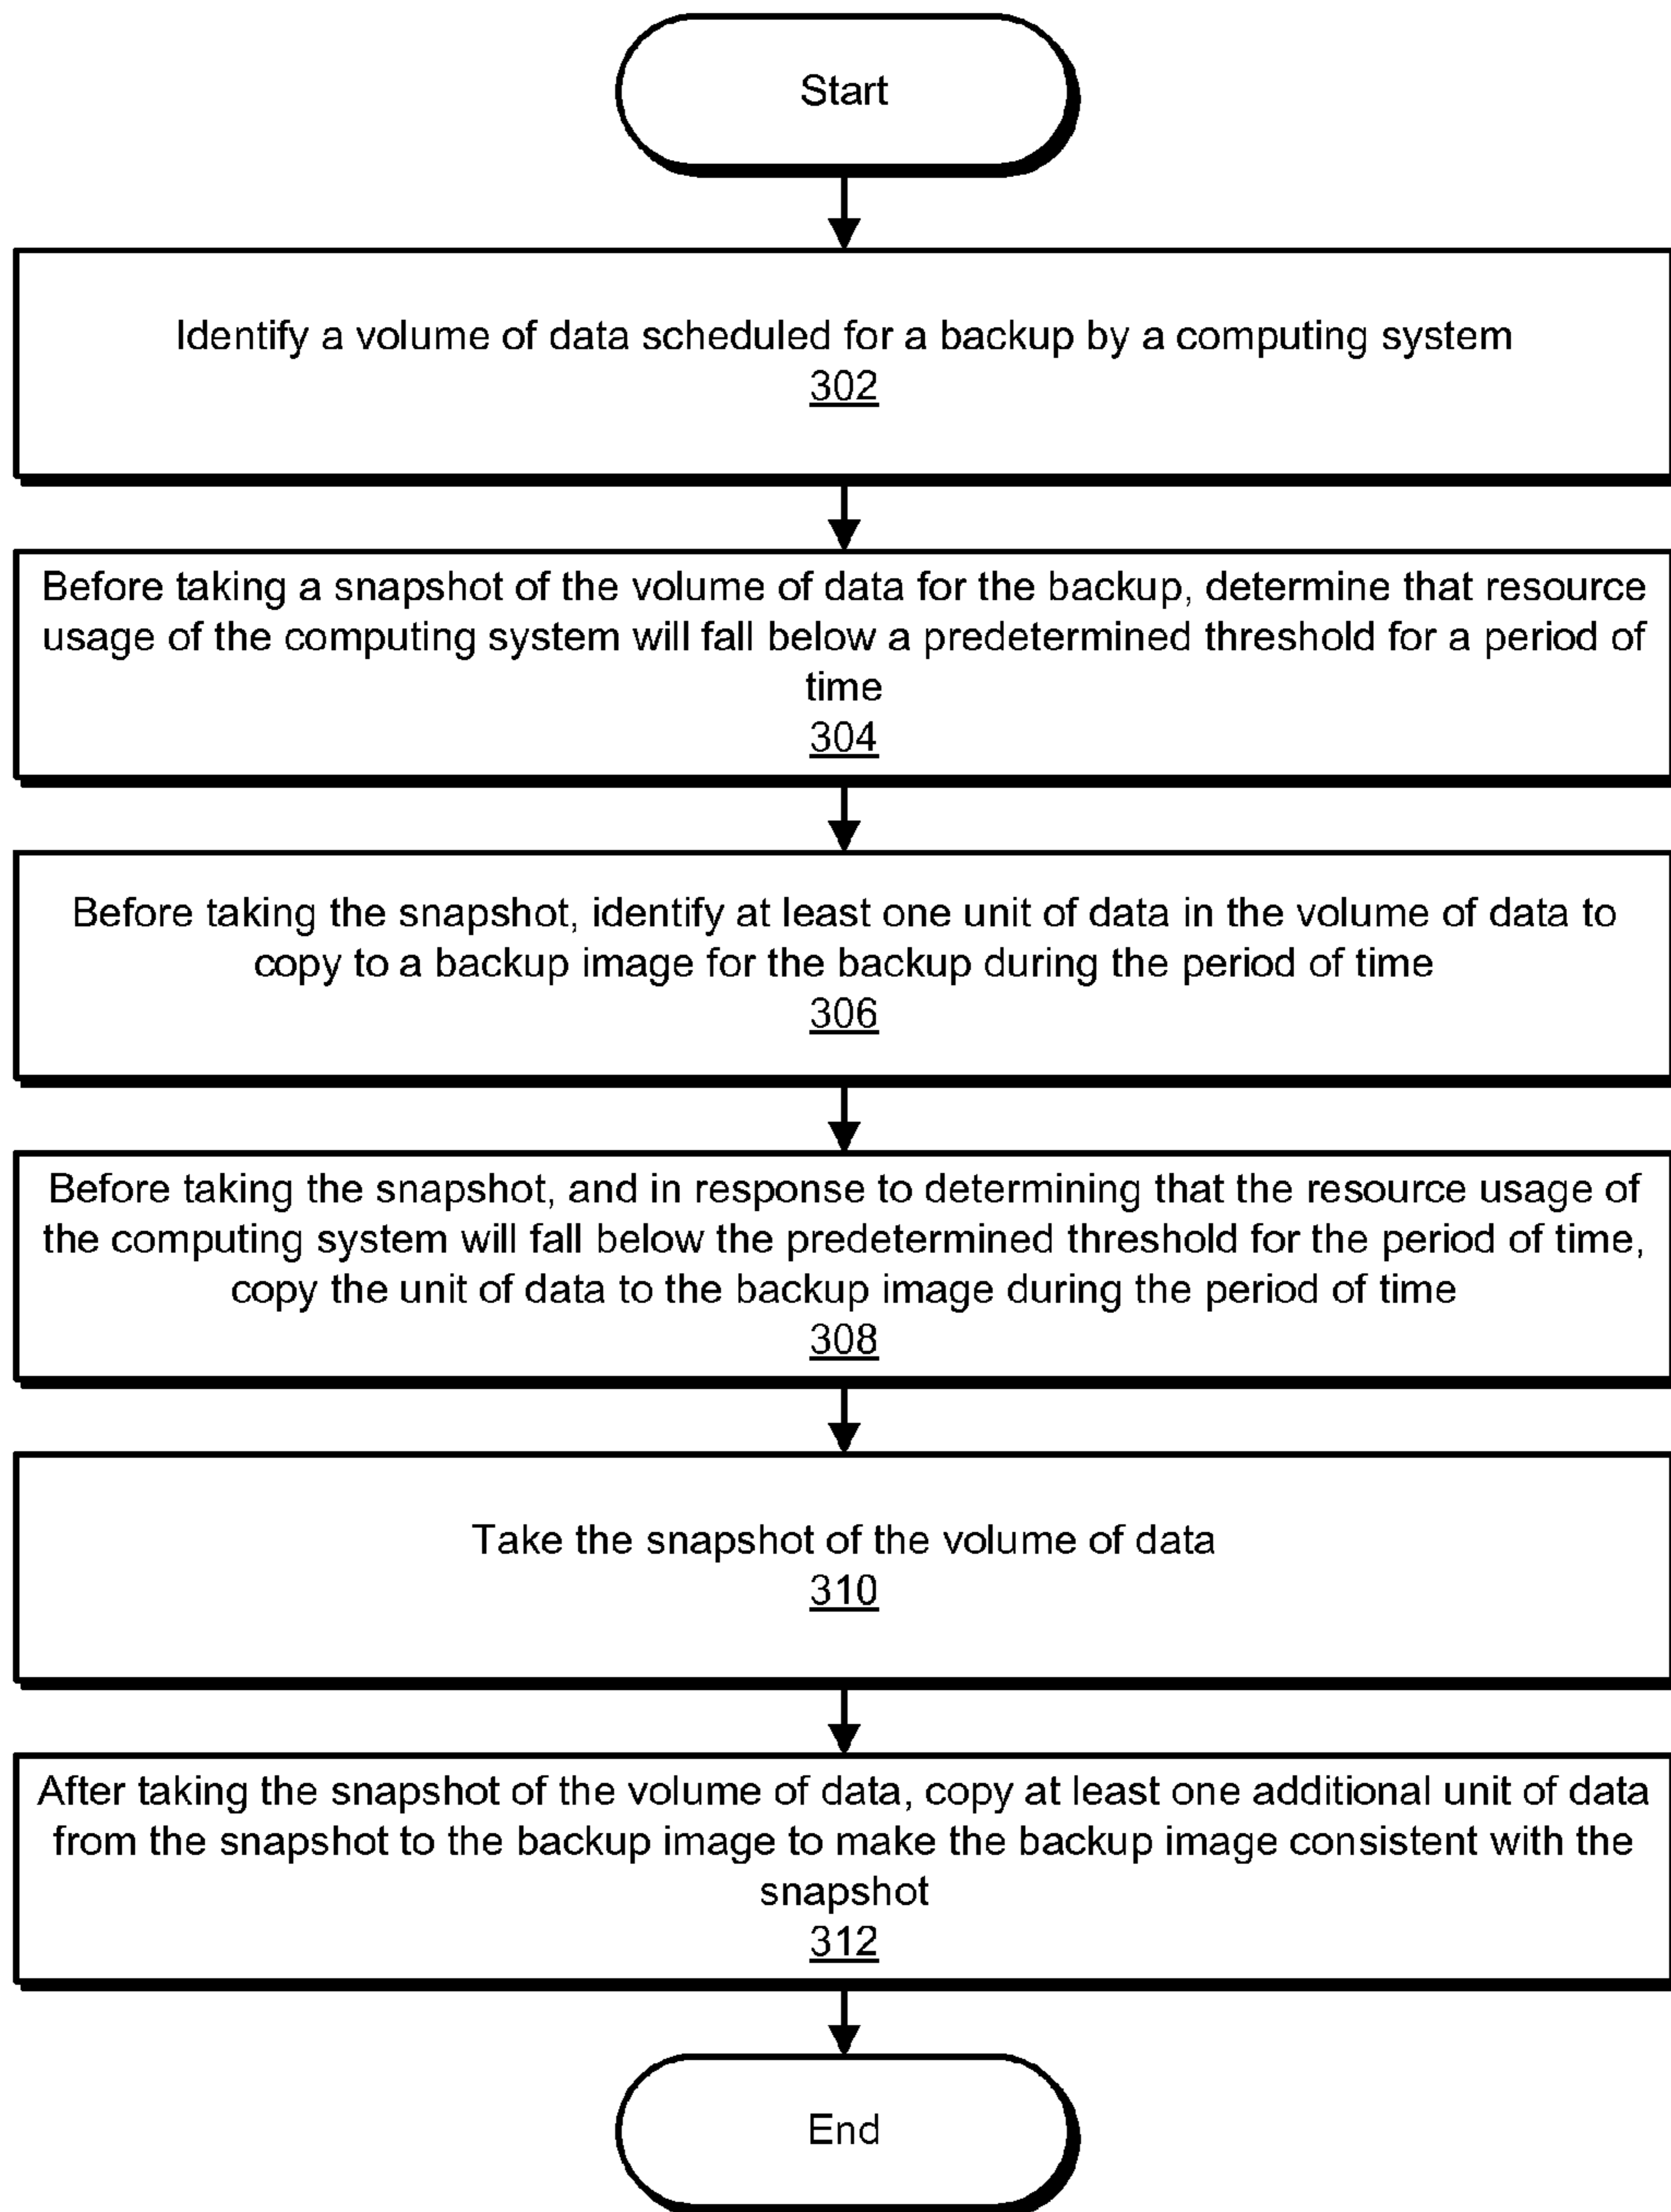 Start
Identify a volume of data scheduled for a backup by a computing system
302
Before taking a snapshot of the volume of data for the backup, determine that resource
usage of the computing system will fall below a predetermined threshold for a period of
time
304
Before taking the snapshot, identify at least one unit of data in the volume of data to
copy to a backup image for the backup during the period of time
306
Before taking the snapshot, and in response to determining that the resource usage of
the computing system will fall below the predetermined threshold for the period of time,
copy the unit of data to the backup image during the period of time
308
Take the snapshot of the volume of data
310
After taking the snapshot of the volume of data, copy at least one additional unit of data
from the snapshot to the backup image to make the backup image consistent with the
snapshot
312
End